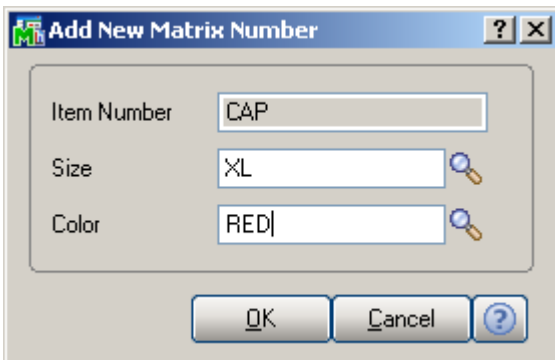 Add New Matrix Number
Item Number CAP
Size XL
Color RED
OK Cancel